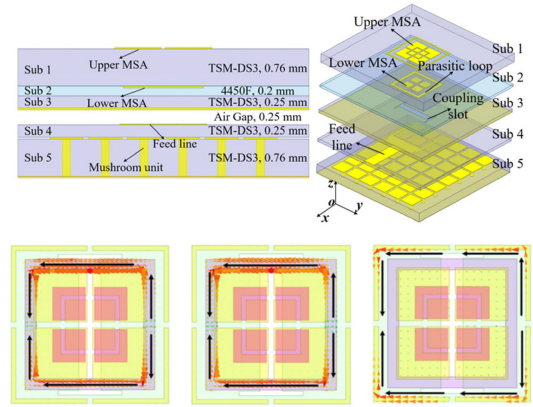 Upper MSA
Sub 1
TSM-DS3, 0.76 mm
Sub 2
4450F, 0.2 mm
Sub 3
Lower MSA
TSM-DS3, 0.25 mm
Air Gap, 0.25 mm
Sub 4
TSM-DS3, 0.25 mm
Feed line
Sub 5
TSM-DS3, 0.76 mm
Mushroom unit
Upper MSA
Sub 1
Lower MSA
Parasitic loop
Sub 2
Coupling
slot
Sub 3
Feed
line
Sub 4
Sub 5
z
o
y
x